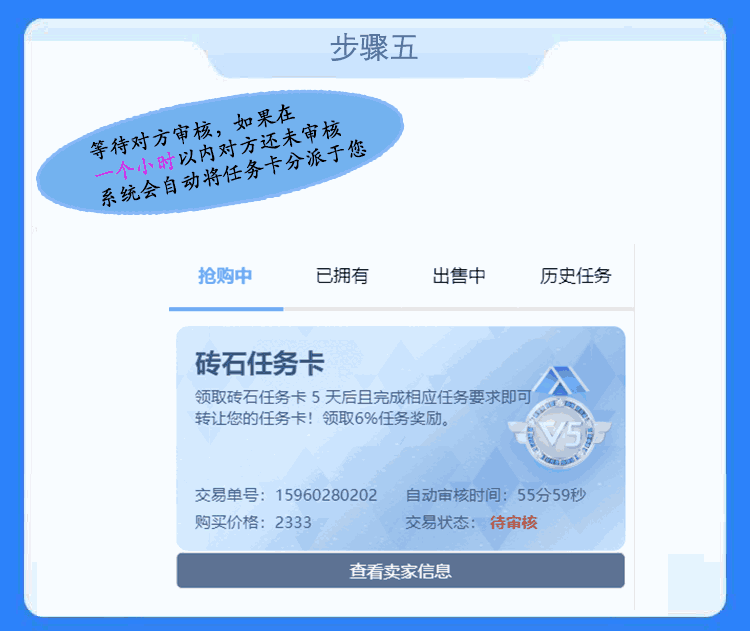 步骤五
等待对方审核，如果在
一个小时以内对方还未审核
系统会自动将任务卡分派于您
抢购中 已拥有 出售中 历史任务
砖石任务卡
领取砖石任务卡 5 天后且完成相应任务要求即可
转让您的任务卡！领取6%任务奖励。
V5
交易单号：15960280202 自动审核时间：55分59秒
购买价格：2333 交易状态：待审核
查看卖家信息